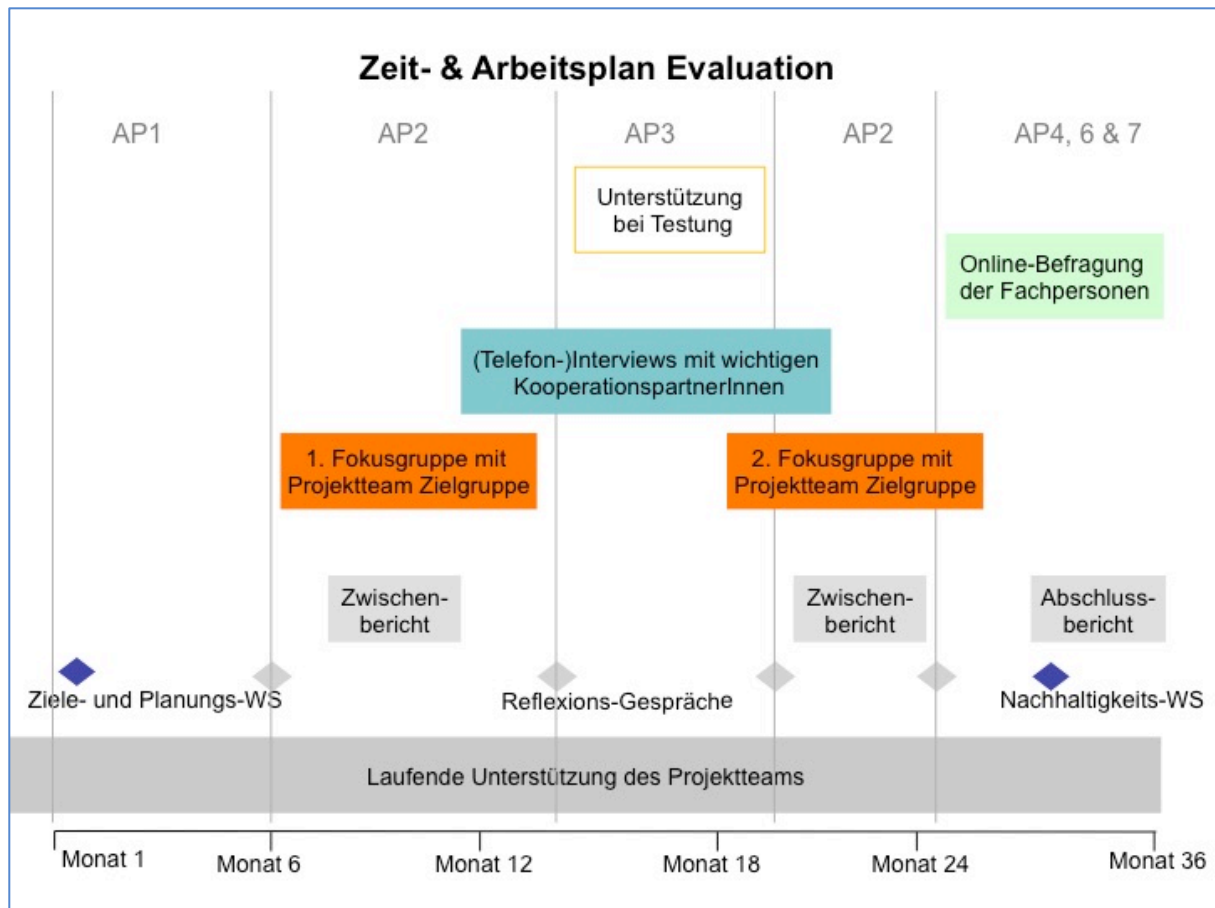 Zeit- & Arbeitsplan Evaluation
AP1
AP2
AP3
AP2
AP4, 6 & 7
Unterstützung
bei Testung
Online-Befragung
der Fachpersonen
(Telefon-)Interviews mit wichtigen
KooperationspartnerInnen
1. Fokusgruppe mit
Projektteam Zielgruppe
2. Fokusgruppe mit
Projektteam Zielgruppe
Zwischen-
bericht
Zwischen-
bericht
Abschluss-
bericht
Ziele- und Planungs-WS
Reflexions-Gespräche
Nachhaltigkeits-WS
Laufende Unterstützung des Projektteams
Monat 1
Monat 6
Monat 12
Monat 18
Monat 24
Monat 36